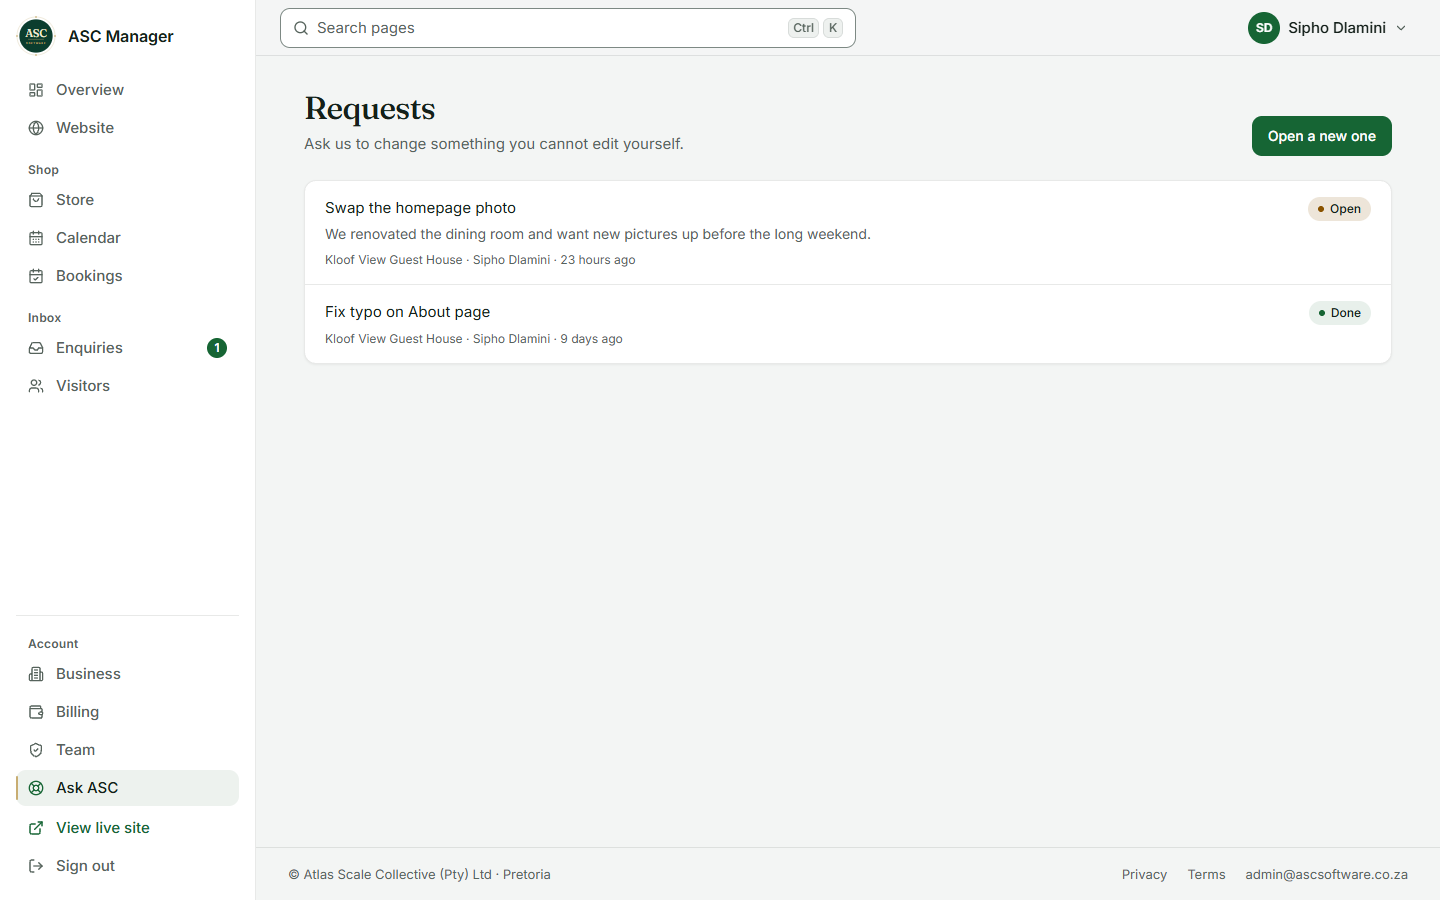 ASC
SOFTWARE
ASC Manager
Overview
Website
Shop
Store
Calendar
Bookings
Inbox
Enquiries 1
Visitors
Account
Business
Billing
Team
Ask ASC
View live site
Sign out
Search pages Ctrl K
SD Sipho Dlamini
Requests
Ask us to change something you cannot edit yourself.
Open a new one
Swap the homepage photo
Open
We renovated the dining room and want new pictures up before the long weekend.
Kloof View Guest House · Sipho Dlamini · 23 hours ago
Fix typo on About page
Done
Kloof View Guest House · Sipho Dlamini · 9 days ago
© Atlas Scale Collective (Pty) Ltd · Pretoria
Privacy Terms admin@ascsoftware.co.za